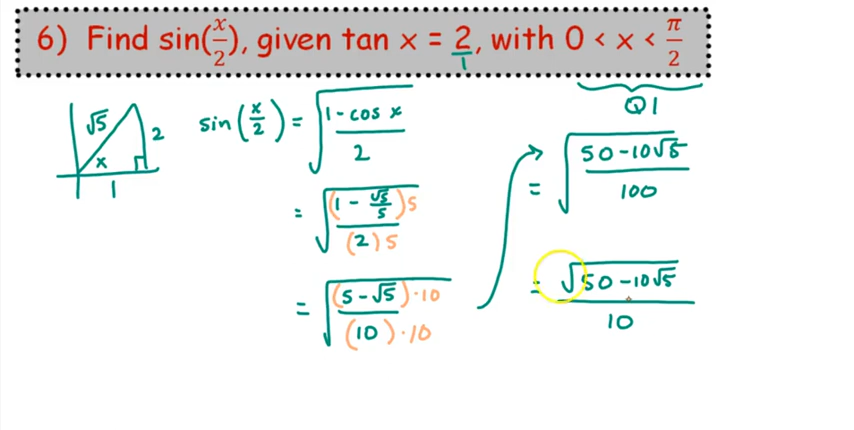 6) Find sin(x/2), given tan x = 2/1, with 0 < x < π/2
Q1
√5
2
x
1
sin(x/2) = √((1 - cos x)/2)
= √(((1 - √5/5)5)/((2)5))
= √(((5 - √5)·10)/((10)·10))
= √((50 - 10√5)/100)
= √(50 - 10√5)/10